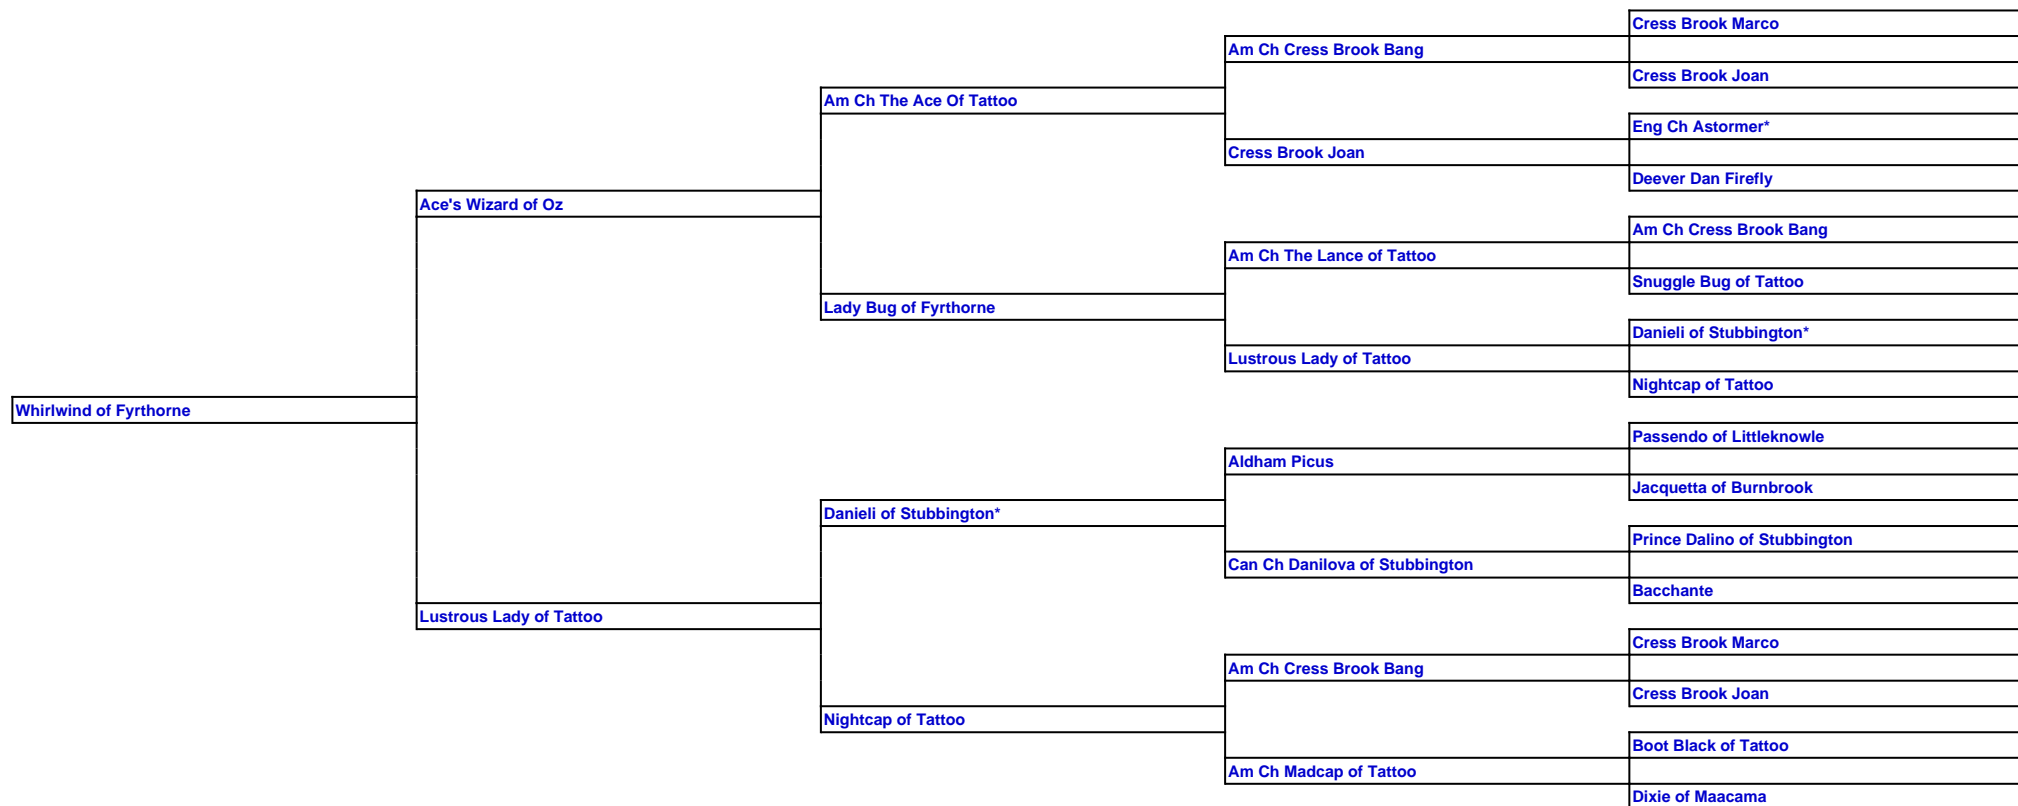 Cress Brook Marco
Am Ch Cress Brook Bang
Cress Brook Joan
Am Ch The Ace Of Tattoo
Eng Ch Astormer*
Cress Brook Joan
Deever Dan Firefly
Ace's Wizard of Oz
Am Ch Cress Brook Bang
Am Ch The Lance of Tattoo
Snuggle Bug of Tattoo
Lady Bug of Fyrthorne
Danieli of Stubbington*
Lustrous Lady of Tattoo
Nightcap of Tattoo
Whirlwind of Fyrthorne
Passendo of Littleknowle
Aldham Picus
Jacquetta of Burnbrook
Danieli of Stubbington*
Prince Dalino of Stubbington
Can Ch Danilova of Stubbington
Bacchante
Lustrous Lady of Tattoo
Cress Brook Marco
Am Ch Cress Brook Bang
Cress Brook Joan
Nightcap of Tattoo
Boot Black of Tattoo
Am Ch Madcap of Tattoo
Dixie of Maacama